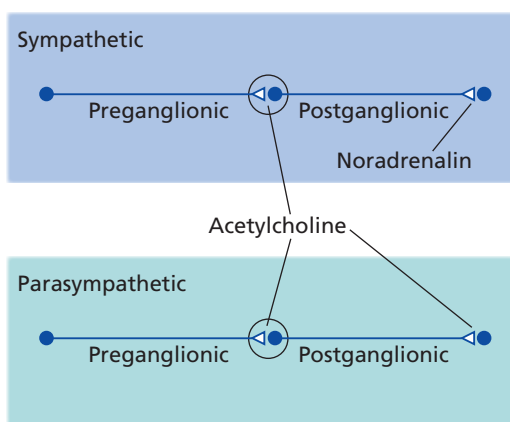 Sympathetic
Preganglionic Postganglionic
Noradrenalin
Acetylcholine
Parasympathetic
Preganglionic Postganglionic